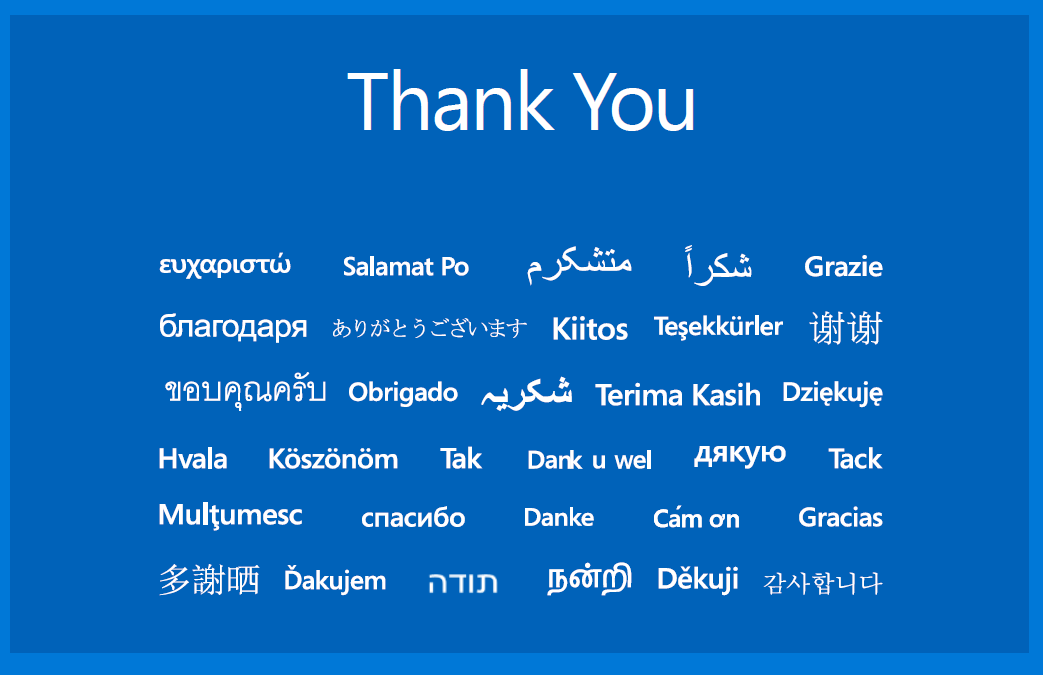 Thank You
ευχαριστώ Salamat Po متشکرم شكراً Grazie
благодаря ありがとうございます Kiitos Teşekkürler 谢谢
ขอบคุณครับ Obrigado شکریہ Terima Kasih Dziękuję
Hvala Köszönöm Tak Dank u wel дякую Tack
Mulţumesc спасибо Danke Cám ơn Gracias
多謝晒 Ďakujem תודה நன்றி Děkuji 감사합니다